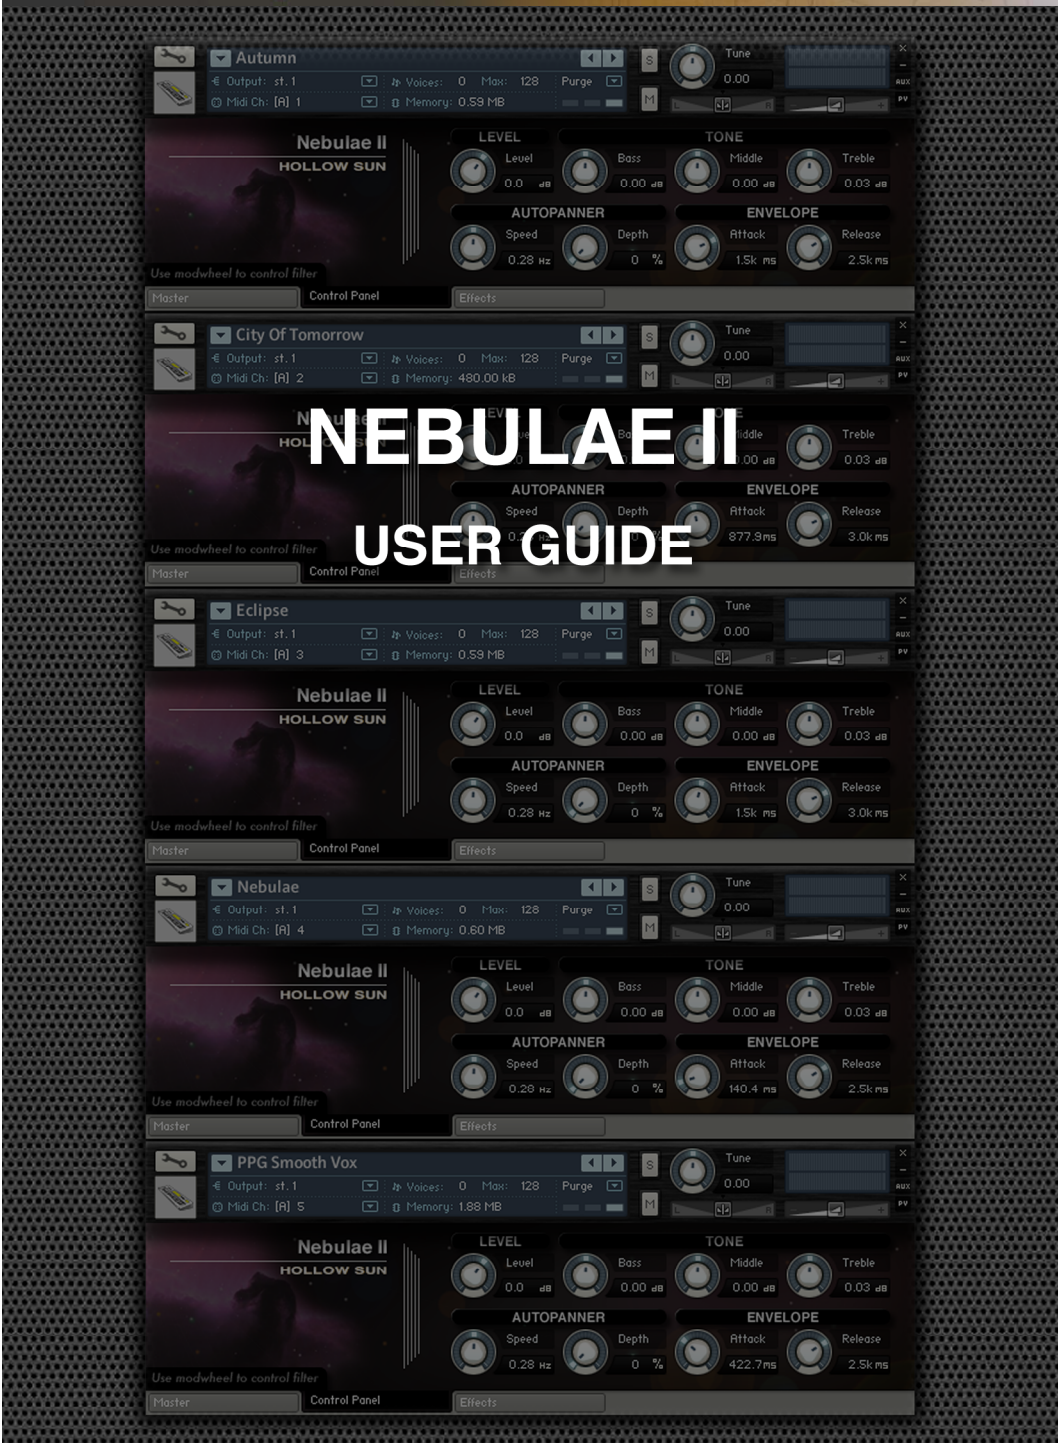 Autumn
Output: st. 1 Voices: 0 Max: 128 Purge
Midi Ch: [A] 1 Memory: 0.59 MB
S
M
Tune
0.00
L R - +
×
–
AUX
PV
Nebulae II
HOLLOW SUN
Use modwheel to control filter
LEVEL TONE
Level Bass Middle Treble
0.0 dB 0.00 dB 0.00 dB 0.03 dB
AUTOPANNER ENVELOPE
Speed Depth Attack Release
0.28 Hz 0 % 1.5k ms 2.5k ms
Master Control Panel Effects
City Of Tomorrow
Output: st. 1 Voices: 0 Max: 128 Purge
Midi Ch: [A] 2 Memory: 480.00 kB
S
M
Tune
0.00
L R - +
×
–
AUX
PV
HOLLOW
NEBULAE II
Treble
0.00 dB 0.03 dB
AUTOPANNER ENVELOPE
Speed Depth Attack Release
USER GUIDE
877.9 ms 3.0k ms
Use modwheel to control filter
Master Control Panel Effects
Eclipse
Output: st. 1 Voices: 0 Max: 128 Purge
Midi Ch: [A] 3 Memory: 0.59 MB
S
M
Tune
0.00
L R - +
×
–
AUX
PV
Nebulae II
HOLLOW SUN
Use modwheel to control filter
LEVEL TONE
Level Bass Middle Treble
0.0 dB 0.00 dB 0.00 dB 0.03 dB
AUTOPANNER ENVELOPE
Speed Depth Attack Release
0.28 Hz 0 % 1.5k ms 3.0k ms
Master Control Panel Effects
Nebulae
Output: st. 1 Voices: 0 Max: 128 Purge
Midi Ch: [A] 4 Memory: 0.60 MB
S
M
Tune
0.00
L R - +
×
–
AUX
PV
Nebulae II
HOLLOW SUN
Use modwheel to control filter
LEVEL TONE
Level Bass Middle Treble
0.0 dB 0.00 dB 0.00 dB 0.03 dB
AUTOPANNER ENVELOPE
Speed Depth Attack Release
0.28 Hz 0 % 140.4 ms 2.5k ms
Master Control Panel Effects
PPG Smooth Vox
Output: st. 1 Voices: 0 Max: 128 Purge
Midi Ch: [A] 5 Memory: 1.88 MB
S
M
Tune
0.00
L R - +
×
–
AUX
PV
Nebulae II
HOLLOW SUN
Use modwheel to control filter
LEVEL TONE
Level Bass Middle Treble
0.0 dB 0.00 dB 0.00 dB 0.03 dB
AUTOPANNER ENVELOPE
Speed Depth Attack Release
0.28 Hz 0 % 422.7 ms 2.5k ms
Master Control Panel Effects